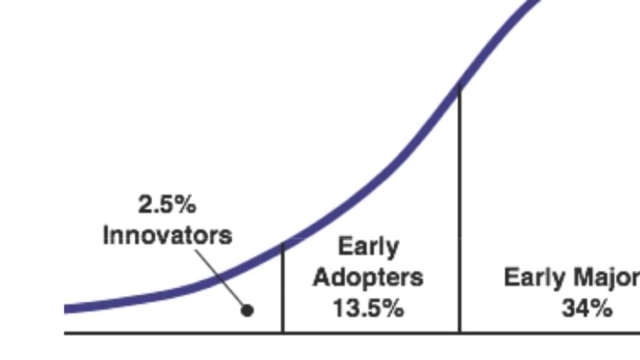 2.5%
Innovators
Early
Adopters
13.5%
Early Major
34%